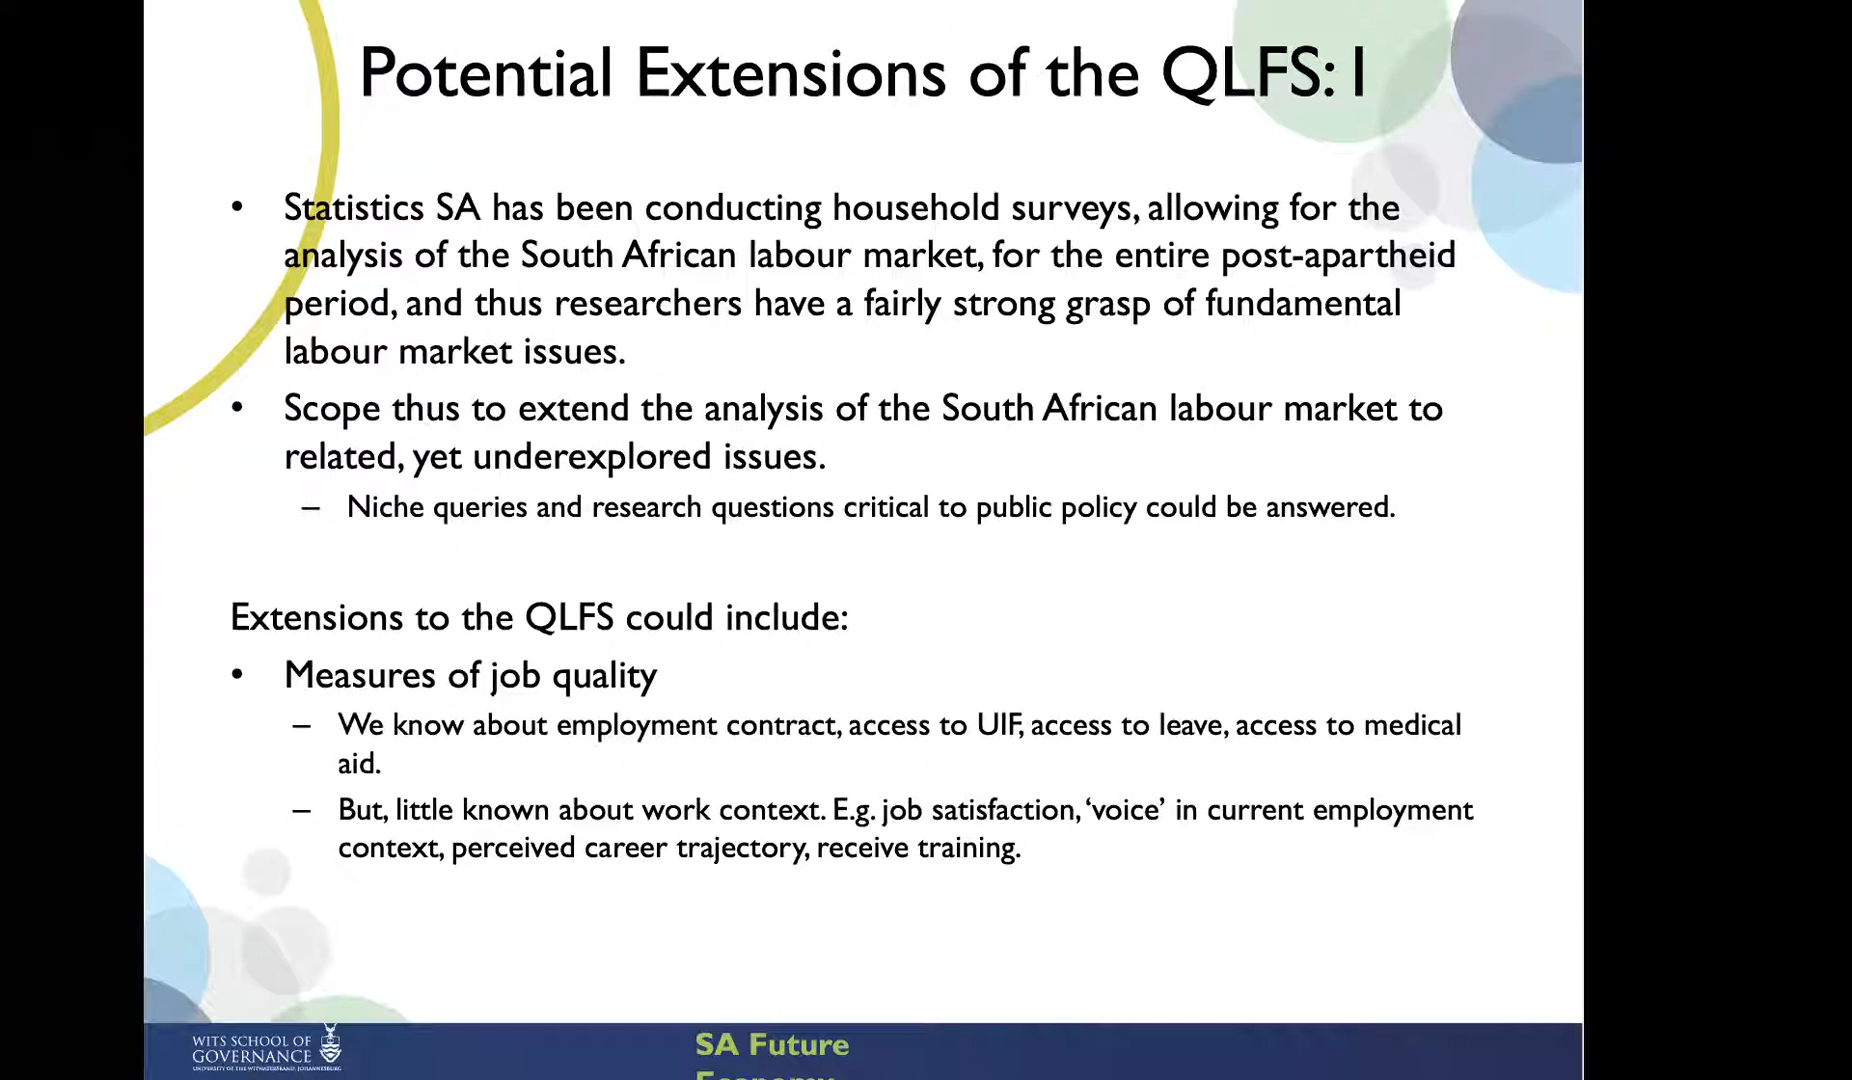 Potential Extensions of the QLFS: I
• Statistics SA has been conducting household surveys, allowing for the
analysis of the South African labour market, for the entire post-apartheid
period, and thus researchers have a fairly strong grasp of fundamental
labour market issues.
• Scope thus to extend the analysis of the South African labour market to
related, yet underexplored issues.
– Niche queries and research questions critical to public policy could be answered.
Extensions to the QLFS could include:
• Measures of job quality
– We know about employment contract, access to UIF, access to leave, access to medical
aid.
– But, little known about work context. E.g. job satisfaction, ‘voice’ in current employment
context, perceived career trajectory, receive training.
WITS SCHOOL OF
GOVERNANCE
UNIVERSITY OF THE WITWATERSRAND, JOHANNESBURG
SA Future
Economy